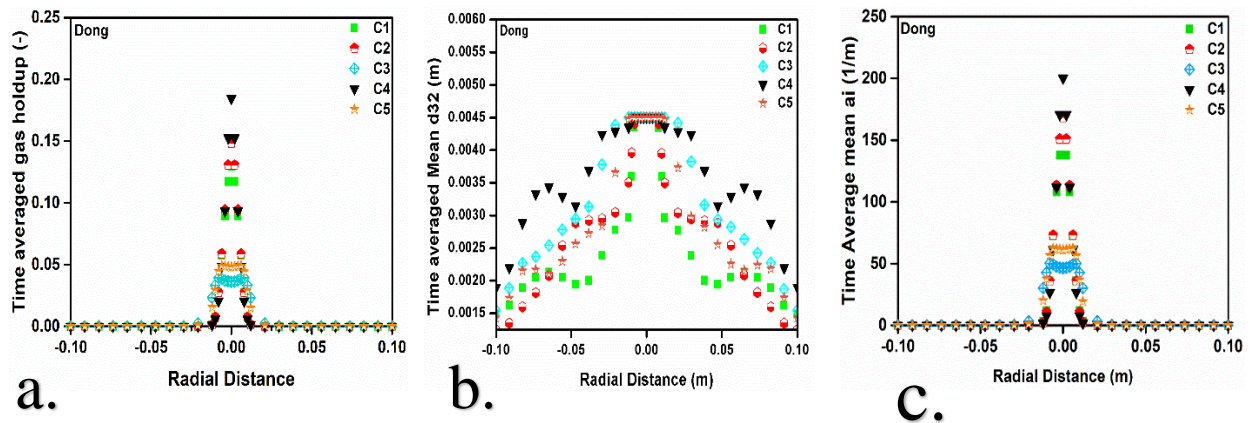 Time averaged gas holdup (-)
0.25
0.20
0.15
0.10
0.05
0.00
Dong
C1
C2
C3
C4
C5
-0.10
-0.05
0.00
0.05
0.10
Radial Distance
a.
Time averaged Mean d32 (m)
0.0060
0.0055
0.0050
0.0045
0.0040
0.0035
0.0030
0.0025
0.0020
0.0015
Dong
C1
C2
C3
C4
C5
-0.10
-0.05
0.00
0.05
0.10
Radial Distance (m)
b.
Time Average mean ai (1/m)
250
200
150
100
50
0
Dong
C1
C2
C3
C4
C5
-0.10
-0.05
0.00
0.05
0.10
Radial Distance (m)
c.